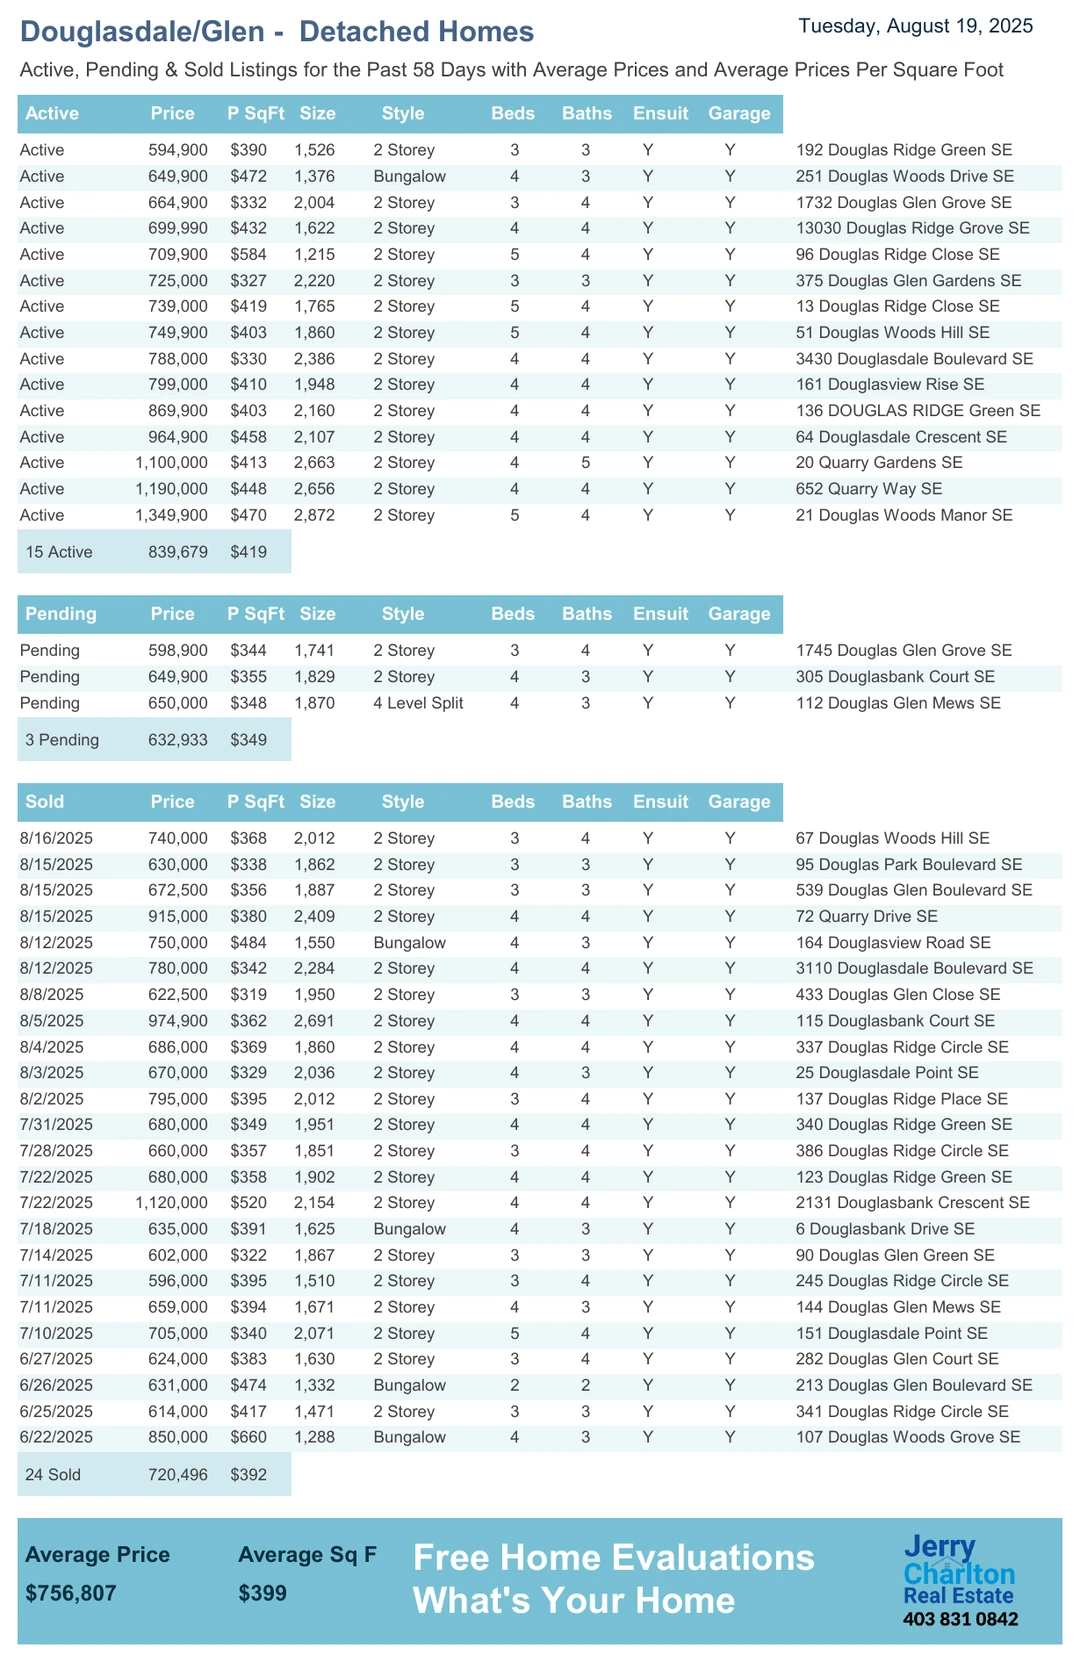 Douglasdale/Glen -  Detached Homes
Tuesday, August 19, 2025
Active, Pending & Sold Listings for the Past 58 Days with Average Prices and Average Prices Per Square Foot
Active Price P SqFt Size Style Beds Baths Ensuit Garage
Active 594,900 $390 1,526 2 Storey 3 3 Y Y 192 Douglas Ridge Green SE
Active 649,900 $472 1,376 Bungalow 4 3 Y Y 251 Douglas Woods Drive SE
Active 664,900 $332 2,004 2 Storey 3 4 Y Y 1732 Douglas Glen Grove SE
Active 699,990 $432 1,622 2 Storey 4 4 Y Y 13030 Douglas Ridge Grove SE
Active 709,900 $584 1,215 2 Storey 5 4 Y Y 96 Douglas Ridge Close SE
Active 725,000 $327 2,220 2 Storey 3 3 Y Y 375 Douglas Glen Gardens SE
Active 739,000 $419 1,765 2 Storey 5 4 Y Y 13 Douglas Ridge Close SE
Active 749,900 $403 1,860 2 Storey 5 4 Y Y 51 Douglas Woods Hill SE
Active 788,000 $330 2,386 2 Storey 4 4 Y Y 3430 Douglasdale Boulevard SE
Active 799,000 $410 1,948 2 Storey 4 4 Y Y 161 Douglasview Rise SE
Active 869,900 $403 2,160 2 Storey 4 4 Y Y 136 DOUGLAS RIDGE Green SE
Active 964,900 $458 2,107 2 Storey 4 4 Y Y 64 Douglasdale Crescent SE
Active 1,100,000 $413 2,663 2 Storey 4 5 Y Y 20 Quarry Gardens SE
Active 1,190,000 $448 2,656 2 Storey 4 4 Y Y 652 Quarry Way SE
Active 1,349,900 $470 2,872 2 Storey 5 4 Y Y 21 Douglas Woods Manor SE
15 Active 839,679 $419
Pending Price P SqFt Size Style Beds Baths Ensuit Garage
Pending 598,900 $344 1,741 2 Storey 3 4 Y Y 1745 Douglas Glen Grove SE
Pending 649,900 $355 1,829 2 Storey 4 3 Y Y 305 Douglasbank Court SE
Pending 650,000 $348 1,870 4 Level Split 4 3 Y Y 112 Douglas Glen Mews SE
3 Pending 632,933 $349
Sold Price P SqFt Size Style Beds Baths Ensuit Garage
8/16/2025 740,000 $368 2,012 2 Storey 3 4 Y Y 67 Douglas Woods Hill SE
8/15/2025 630,000 $338 1,862 2 Storey 3 3 Y Y 95 Douglas Park Boulevard SE
8/15/2025 672,500 $356 1,887 2 Storey 3 3 Y Y 539 Douglas Glen Boulevard SE
8/15/2025 915,000 $380 2,409 2 Storey 4 4 Y Y 72 Quarry Drive SE
8/12/2025 750,000 $484 1,550 Bungalow 4 3 Y Y 164 Douglasview Road SE
8/12/2025 780,000 $342 2,284 2 Storey 4 4 Y Y 3110 Douglasdale Boulevard SE
8/8/2025 622,500 $319 1,950 2 Storey 3 3 Y Y 433 Douglas Glen Close SE
8/5/2025 974,900 $362 2,691 2 Storey 4 4 Y Y 115 Douglasbank Court SE
8/4/2025 686,000 $369 1,860 2 Storey 4 4 Y Y 337 Douglas Ridge Circle SE
8/3/2025 670,000 $329 2,036 2 Storey 4 3 Y Y 25 Douglasdale Point SE
8/2/2025 795,000 $395 2,012 2 Storey 3 4 Y Y 137 Douglas Ridge Place SE
7/31/2025 680,000 $349 1,951 2 Storey 4 4 Y Y 340 Douglas Ridge Green SE
7/28/2025 660,000 $357 1,851 2 Storey 3 4 Y Y 386 Douglas Ridge Circle SE
7/22/2025 680,000 $358 1,902 2 Storey 4 4 Y Y 123 Douglas Ridge Green SE
7/22/2025 1,120,000 $520 2,154 2 Storey 4 4 Y Y 2131 Douglasbank Crescent SE
7/18/2025 635,000 $391 1,625 Bungalow 4 3 Y Y 6 Douglasbank Drive SE
7/14/2025 602,000 $322 1,867 2 Storey 3 3 Y Y 90 Douglas Glen Green SE
7/11/2025 596,000 $395 1,510 2 Storey 3 4 Y Y 245 Douglas Ridge Circle SE
7/11/2025 659,000 $394 1,671 2 Storey 4 3 Y Y 144 Douglas Glen Mews SE
7/10/2025 705,000 $340 2,071 2 Storey 5 4 Y Y 151 Douglasdale Point SE
6/27/2025 624,000 $383 1,630 2 Storey 3 4 Y Y 282 Douglas Glen Court SE
6/26/2025 631,000 $474 1,332 Bungalow 2 2 Y Y 213 Douglas Glen Boulevard SE
6/25/2025 614,000 $417 1,471 2 Storey 3 3 Y Y 341 Douglas Ridge Circle SE
6/22/2025 850,000 $660 1,288 Bungalow 4 3 Y Y 107 Douglas Woods Grove SE
24 Sold 720,496 $392
Average Price Average Sq F
$756,807 $399
Free Home Evaluations
What's Your Home
Jerry
Charlton
Real Estate
403 831 0842